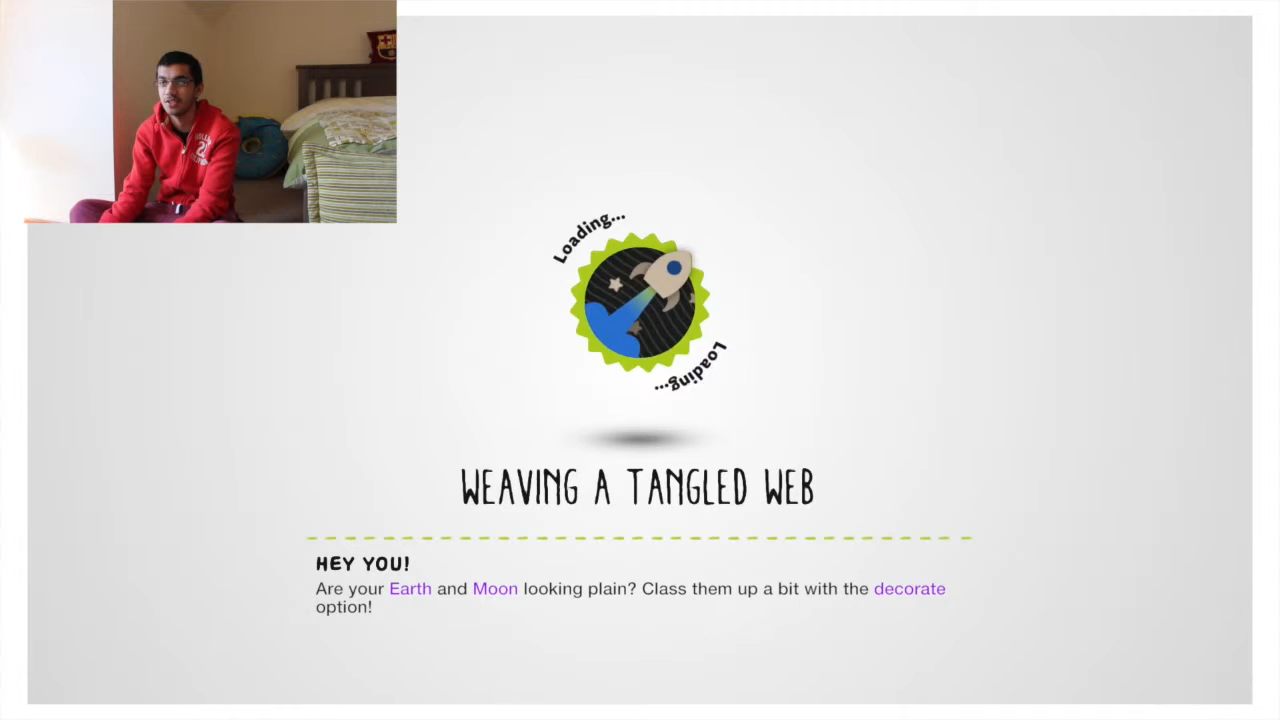 Loading...
Loading...
WEAVING A TANGLED WEB
HEY YOU!
Are your Earth and Moon looking plain? Class them up a bit with the decorate
option!